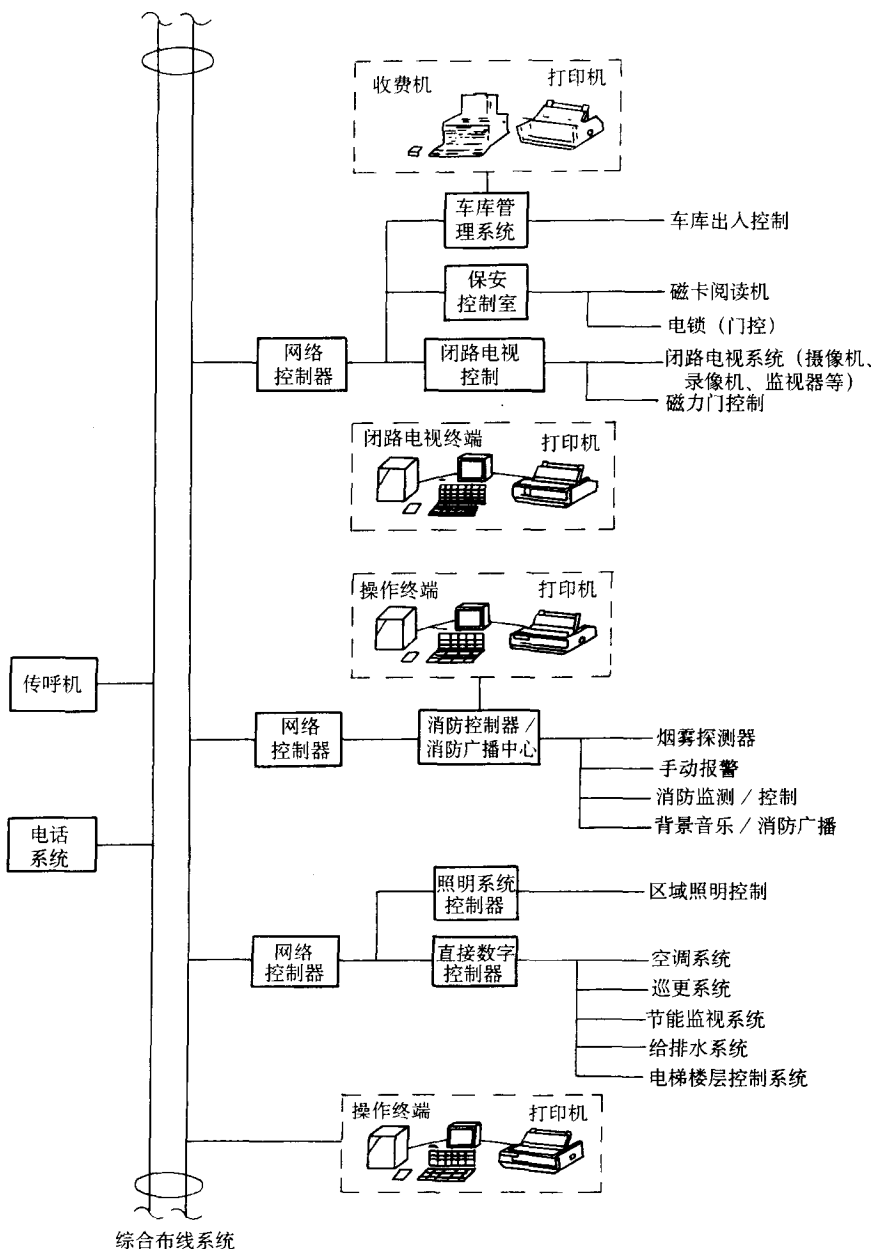 收费机
打印机
车库管
理系统
车库出入控制
保安
控制室
磁卡阅读机
电锁（门控）
网络
控制器
闭路电视
控制
闭路电视系统（摄像机、
录像机、监视器等）
磁力门控制
闭路电视终端
打印机
操作终端
打印机
传呼机
网络
控制器
消防控制器／
消防广播中心
烟雾探测器
手动报警
消防监测／控制
背景音乐／消防广播
电话
系统
照明系统
控制器
区域照明控制
网络
控制器
直接数字
控制器
空调系统
巡更系统
节能监视系统
给排水系统
电梯楼层控制系统
操作终端
打印机
综合布线系统